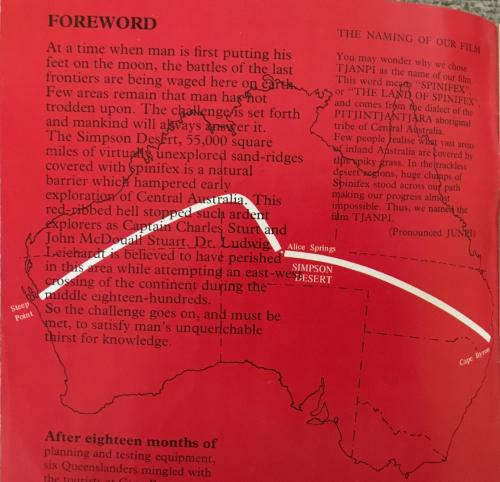 FOREWORD
At a time when man is first putting his
feet on the moon, the battles of the last
frontiers are being waged here on earth.
Few areas remain that man has not
trodden upon. The challenge is set forth
and mankind will always answer it.
The Simpson Desert, 55,000 square
miles of virtually unexplored sand-ridges
covered with spinifex is a natural
barrier which hampered early
exploration of Central Australia. This
red-ribbed hell stopped such ardent
explorers as Captain Charles Sturt and
John McDouall Stuart. Dr. Ludwig
Leiehardt is believed to have perished
in this area while attempting an east-west
crossing of the continent during the
middle eighteen-hundreds.
So the challenge goes on, and must be
met, to satisfy man's unquenchable
thirst for knowledge.
THE NAMING OF OUR FILM
You may wonder why we chose
TJANPI as the name of our film
This word means "SPINIFEX"
or "THE LAND OF SPINIFEX",
and comes from the dialect of the
PITJINTJANTJARA aboriginal
tribe of Central Australia.
Few people realise what vast areas
of inland Australia are covered by
this spiky grass. In the trackless
desert regions, huge clumps of
Spinifex stood across our path
making our progress almost
impossible. Thus, we named the
film TJANPI.
(Pronounced JUNPI)
Alice Springs
SIMPSON
DESERT
Steep
Point
Cape Byron
After eighteen months of
planning and testing equipment,
six Queenslanders mingled with
the tourists at